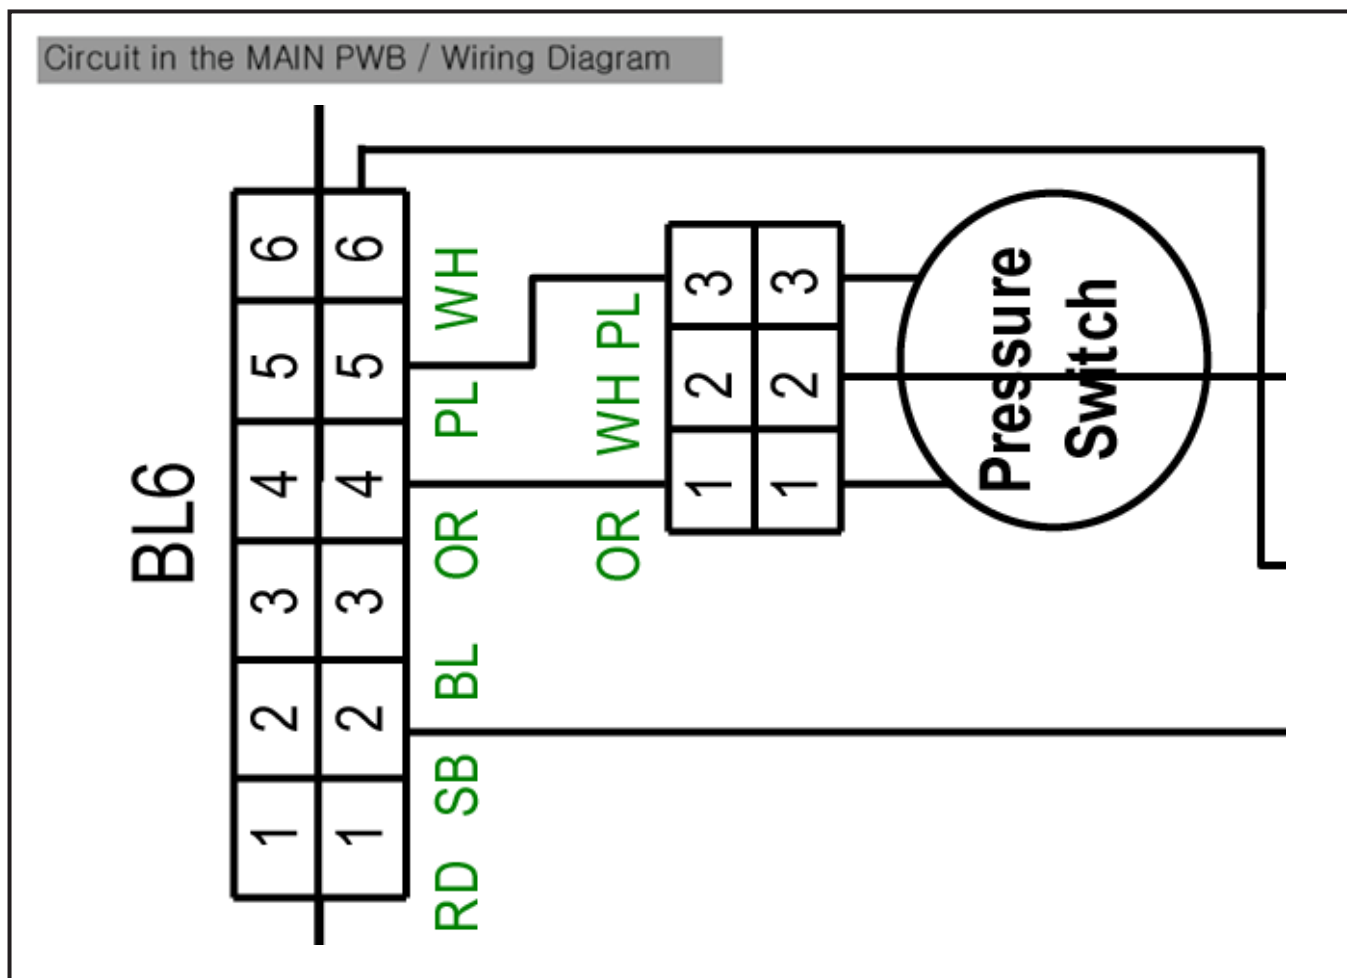 Circuit in the MAIN PWB / Wiring Diagram
BL6
6 6 WH
5 5 PL
4 4 OR
3 3 BL
2 2 SB
1 1 RD
PL 3 3
WH 2 2
OR 1 1
Pressure
Switch